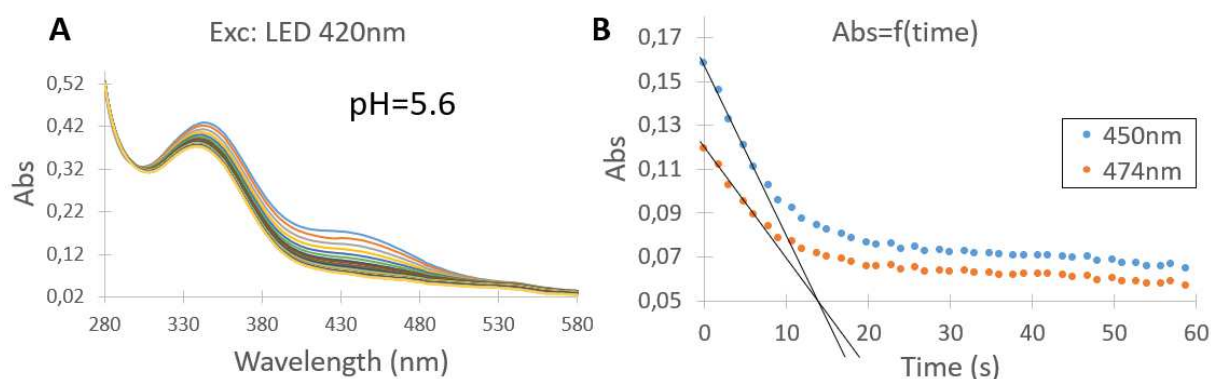 A
Exc: LED 420nm
pH=5.6
Abs
0,52
0,42
0,32
0,22
0,12
0,02
280
330
380
430
480
530
580
Wavelength (nm)
B
Abs=f(time)
Abs
0,17
0,15
0,13
0,11
0,09
0,07
0,05
450nm
474nm
0
10
20
30
40
50
60
Time (s)